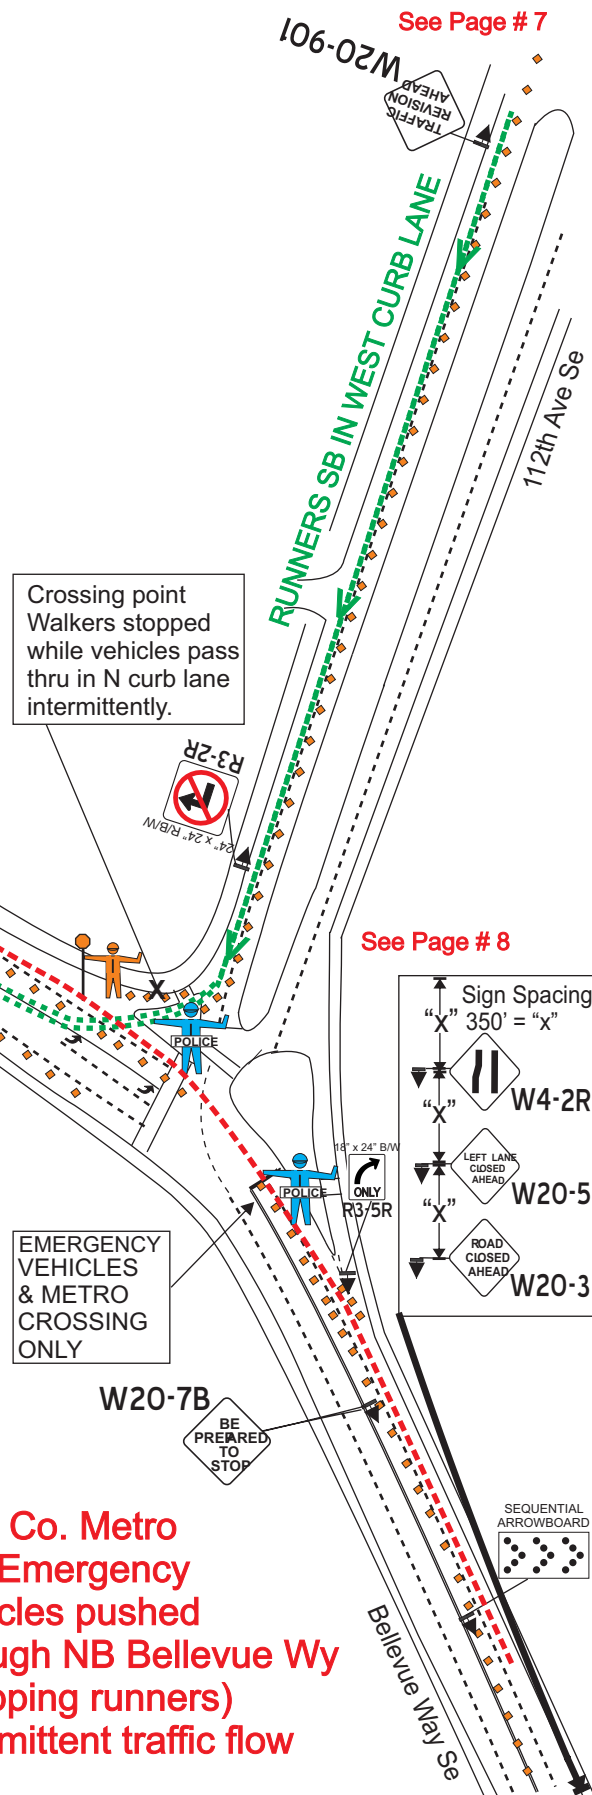 See Page # 7
W20-901
TRAFFIC
REVISION
AHEAD
RUNNERS SB IN WEST CURB LANE
112th Ave Se
Crossing point
Walkers stopped
while vehicles pass
thru in N curb lane
intermittently.
R3-2R
24" x 24" R/B/W
See Page # 8
X
POLICE
Sign Spacing
350' = "x"
"X"
W4-2R
"X"
LEFT LANE
CLOSED
AHEAD
W20-5
"X"
ROAD
CLOSED
AHEAD
W20-3
18" x 24" B/W
ONLY
R3-5R
POLICE
EMERGENCY
VEHICLES
& METRO
CROSSING
ONLY
W20-7B
BE
PREPARED
TO
STOP
SEQUENTIAL
ARROWBOARD
Co. Metro
Emergency
cles pushed
ugh NB Bellevue Wy
pping runners)
mittent traffic flow
Bellevue Way Se